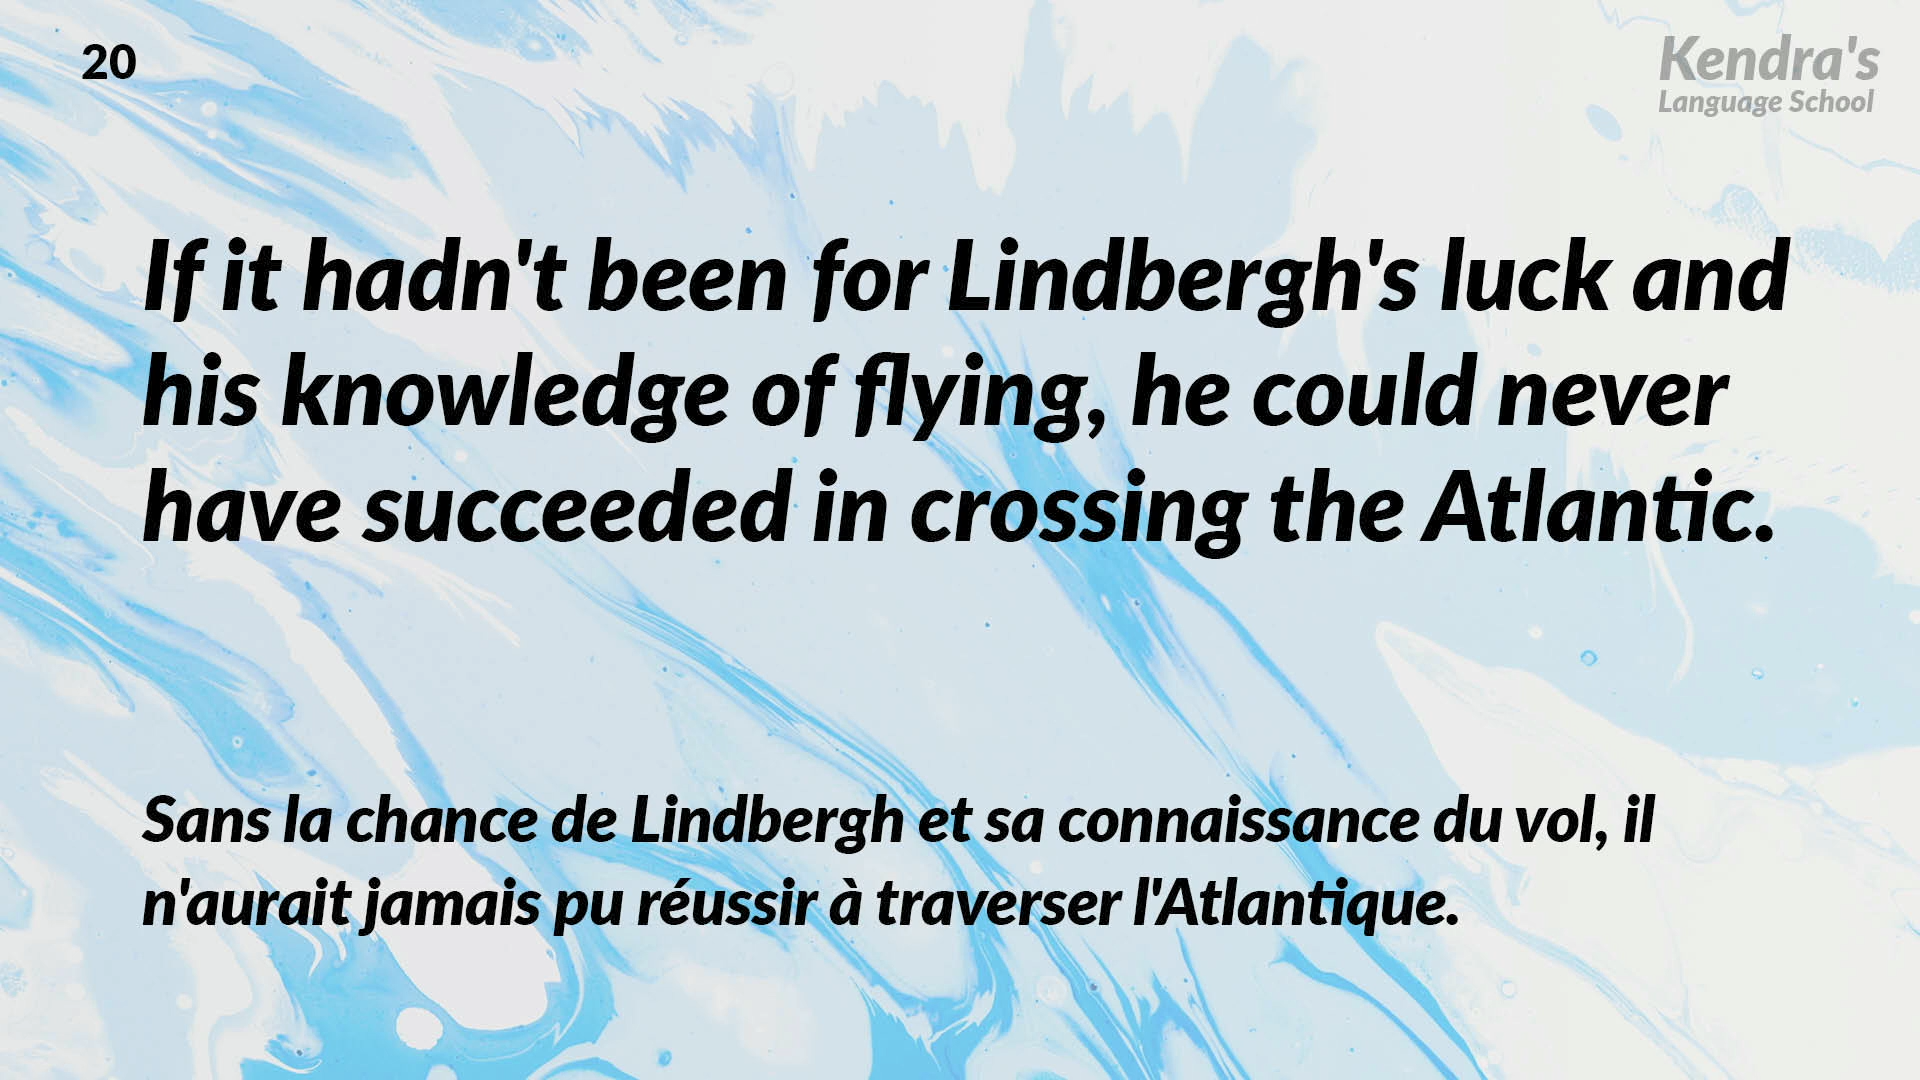 20
Kendra's
Language School
If it hadn't been for Lindbergh's luck and
his knowledge of flying, he could never
have succeeded in crossing the Atlantic.
Sans la chance de Lindbergh et sa connaissance du vol, il
n'aurait jamais pu réussir à traverser l'Atlantique.